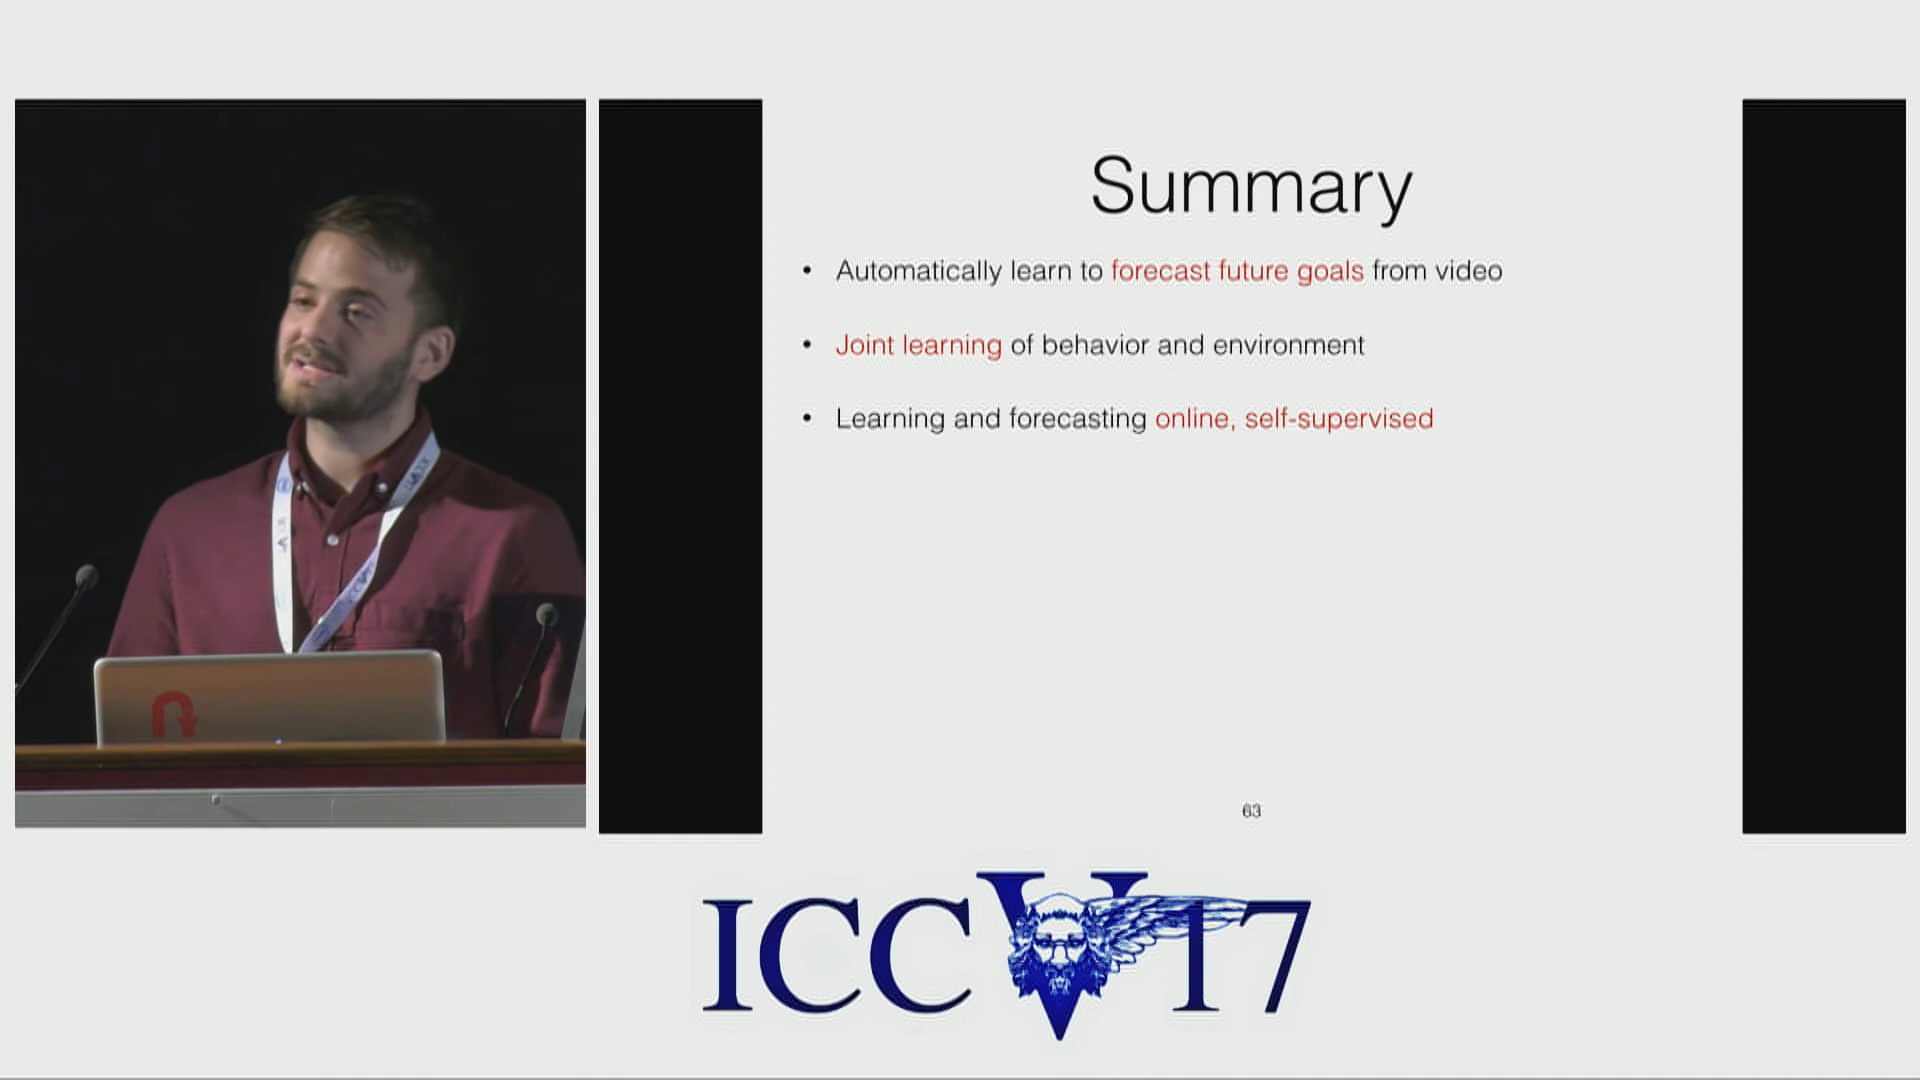 Summary
• Automatically learn to forecast future goals from video
• Joint learning of behavior and environment
• Learning and forecasting online, self-supervised
63
ICCV17